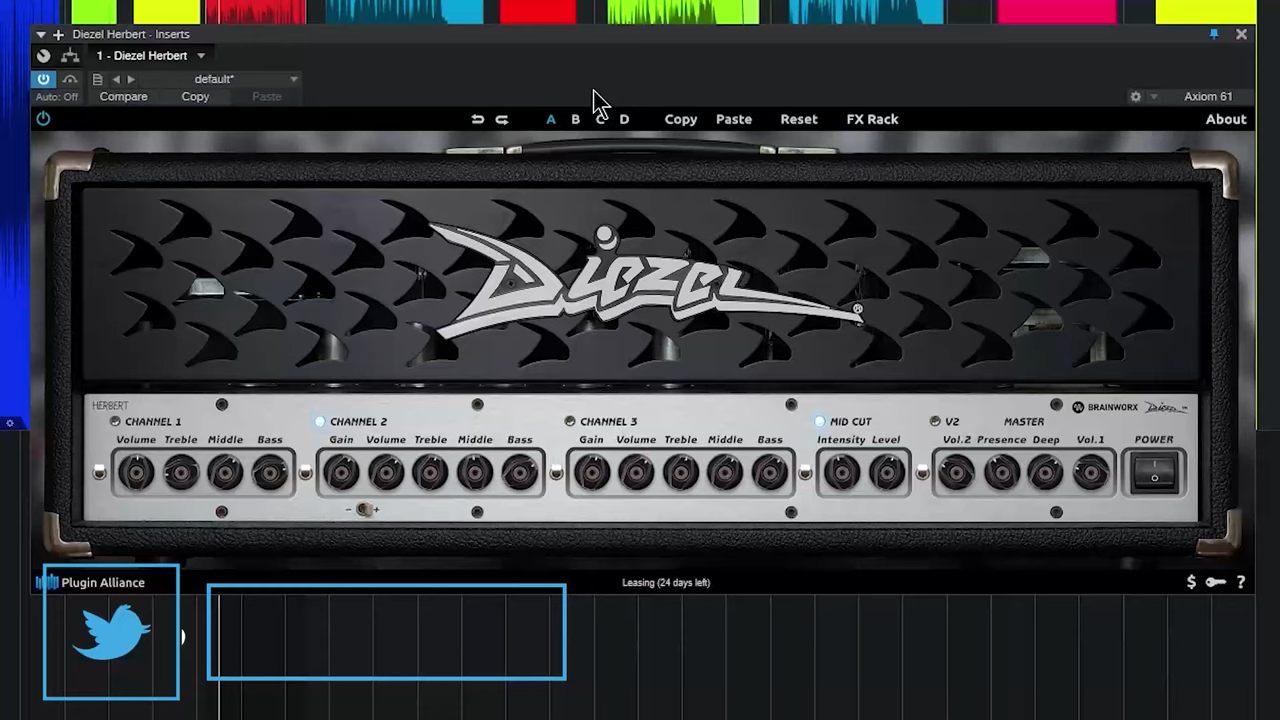 Diezel Herbert - Inserts
1 - Diezel Herbert
default*
Auto: Off Compare Copy Paste
Axiom 61
A B C D Copy Paste Reset FX Rack About
Diezel ®
HERBERT
BRAINWORX Diezel
CHANNEL 1 CHANNEL 2 CHANNEL 3 MID CUT V2 MASTER
Volume Treble Middle Bass Gain Volume Treble Middle Bass Gain Volume Treble Middle Bass Intensity Level Vol.2 Presence Deep Vol.1 POWER
- +
Plugin Alliance
Leasing (24 days left)
$ ?